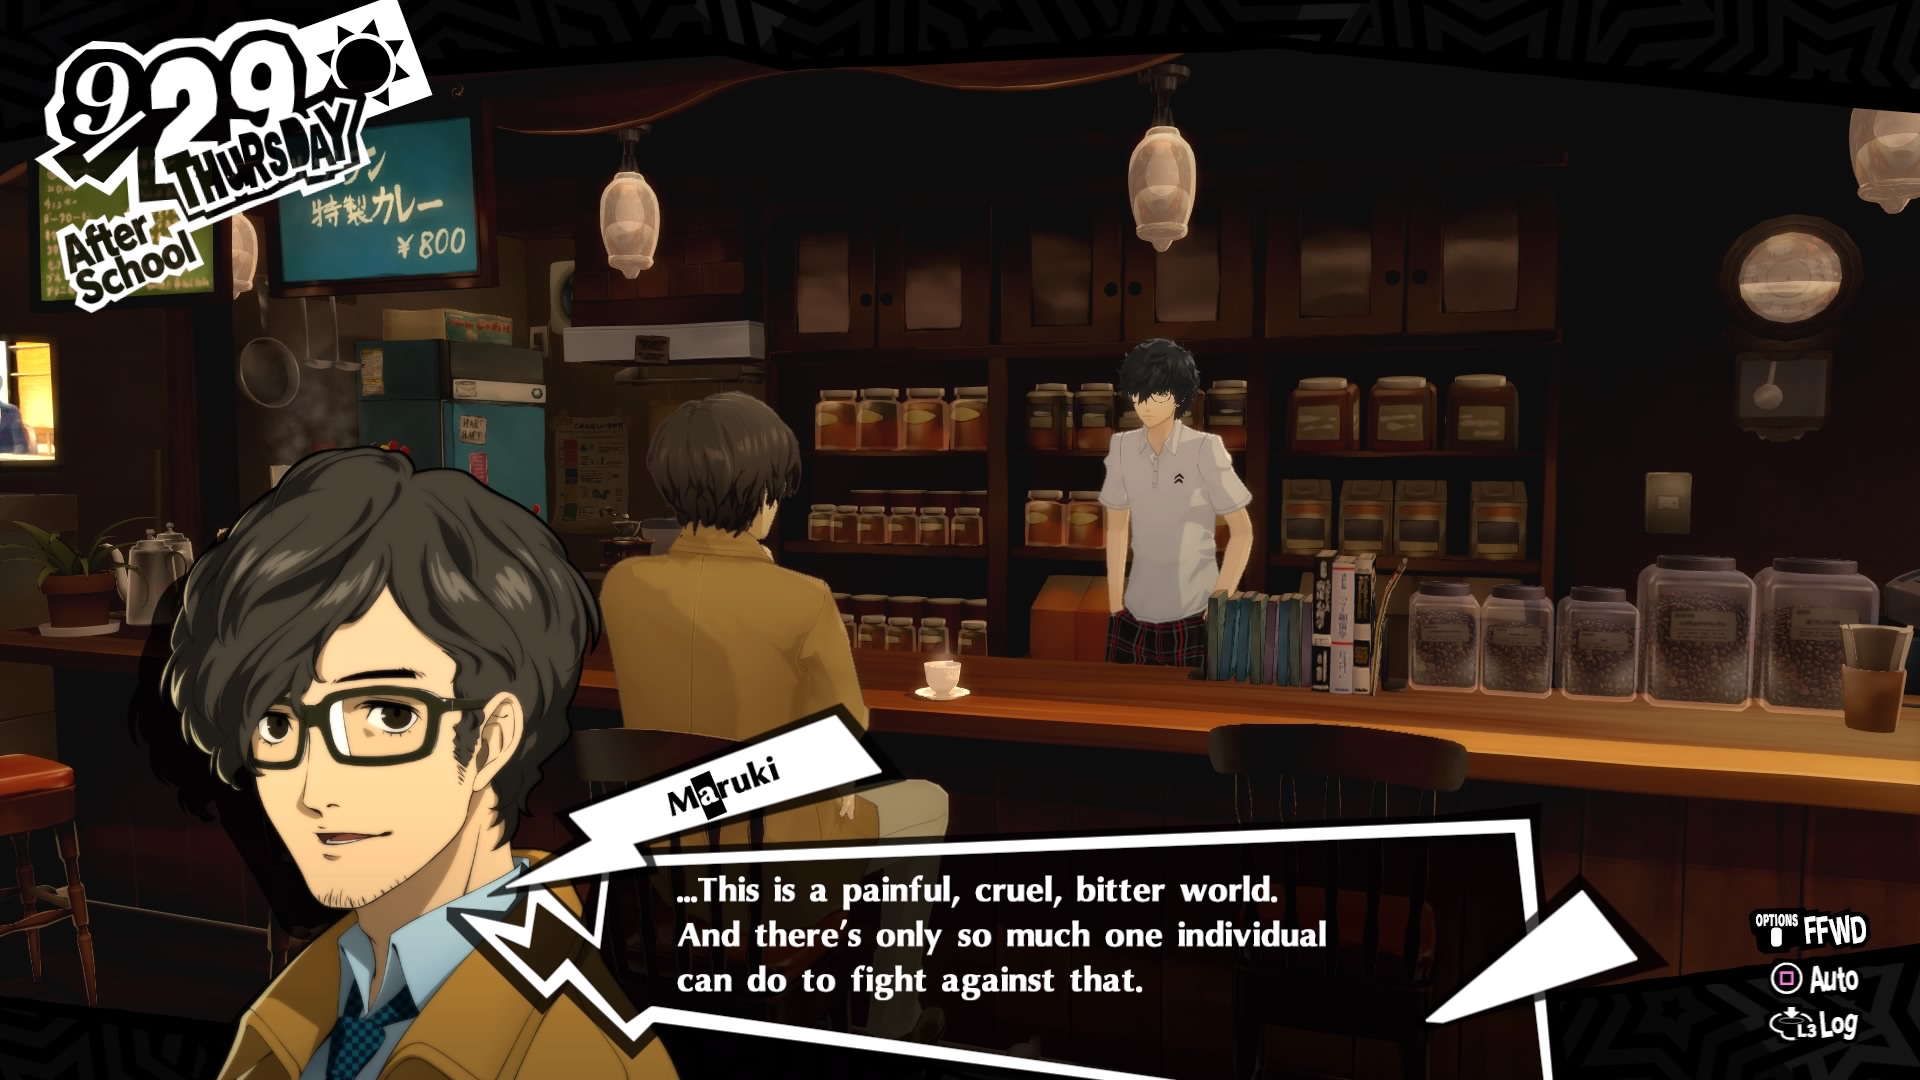 9/29
THURSDAY
After
School
特製カレー
¥800
Maruki
...This is a painful, cruel, bitter world.
And there's only so much one individual
can do to fight against that.
OPTIONS FFWD
Auto
L3 Log